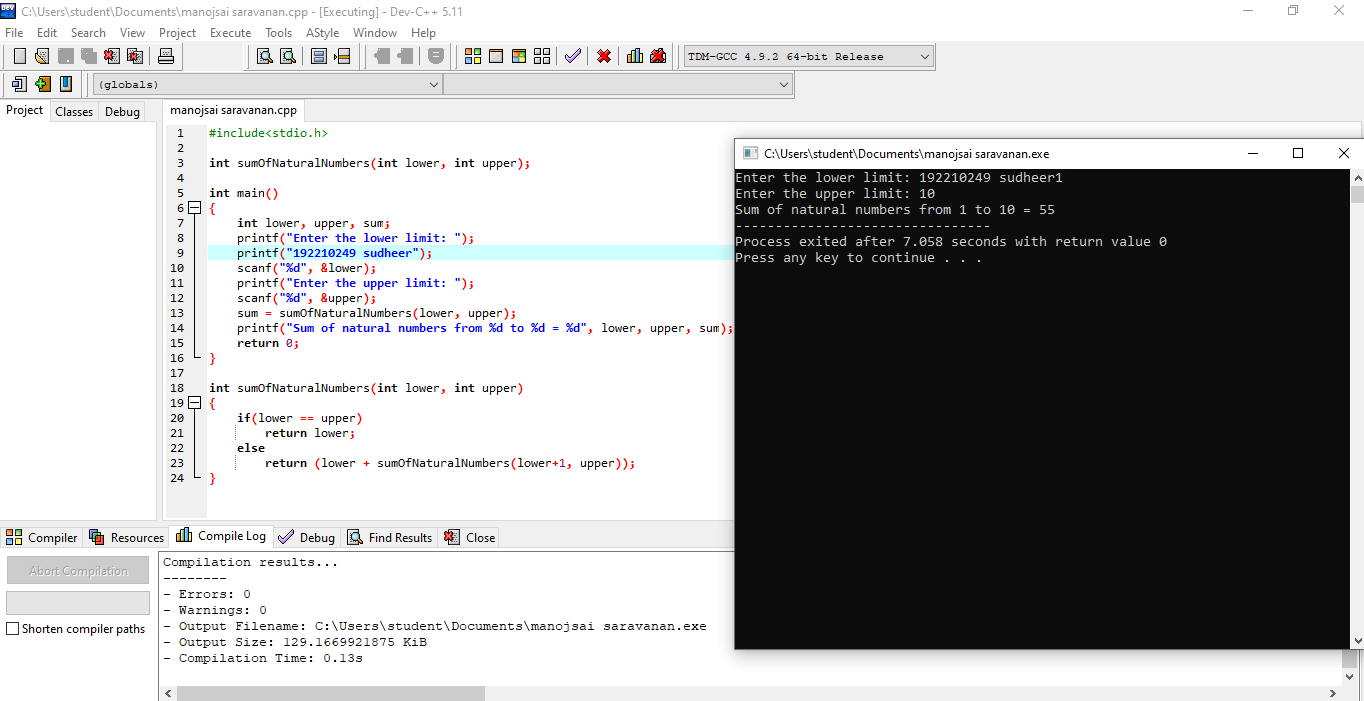 C:\Users\student\Documents\manojsai saravanan.cpp - [Executing] - Dev-C++ 5.11
File Edit Search View Project Execute Tools AStyle Window Help
TDM-GCC 4.9.2 64-bit Release
(globals)
Project Classes Debug
manojsai saravanan.cpp
1 #include<stdio.h>
2
3 int sumOfNaturalNumbers(int lower, int upper);
4
5 int main()
6 {
7 int lower, upper, sum;
8 printf("Enter the lower limit: ");
9 printf("192210249 sudheer");
10 scanf("%d", &lower);
11 printf("Enter the upper limit: ");
12 scanf("%d", &upper);
13 sum = sumOfNaturalNumbers(lower, upper);
14 printf("Sum of natural numbers from %d to %d = %d", lower, upper, sum);
15 return 0;
16 }
17
18 int sumOfNaturalNumbers(int lower, int upper)
19 {
20 if(lower == upper)
21 return lower;
22 else
23 return (lower + sumOfNaturalNumbers(lower+1, upper));
24 }
C:\Users\student\Documents\manojsai saravanan.exe
Enter the lower limit: 192210249 sudheer1
Enter the upper limit: 10
Sum of natural numbers from 1 to 10 = 55
--------------------------------
Process exited after 7.058 seconds with return value 0
Press any key to continue . . .
Compiler Resources Compile Log Debug Find Results Close
Abort Compilation
Shorten compiler paths
Compilation results...
--------
- Errors: 0
- Warnings: 0
- Output Filename: C:\Users\student\Documents\manojsai saravanan.exe
- Output Size: 129.1669921875 KiB
- Compilation Time: 0.13s